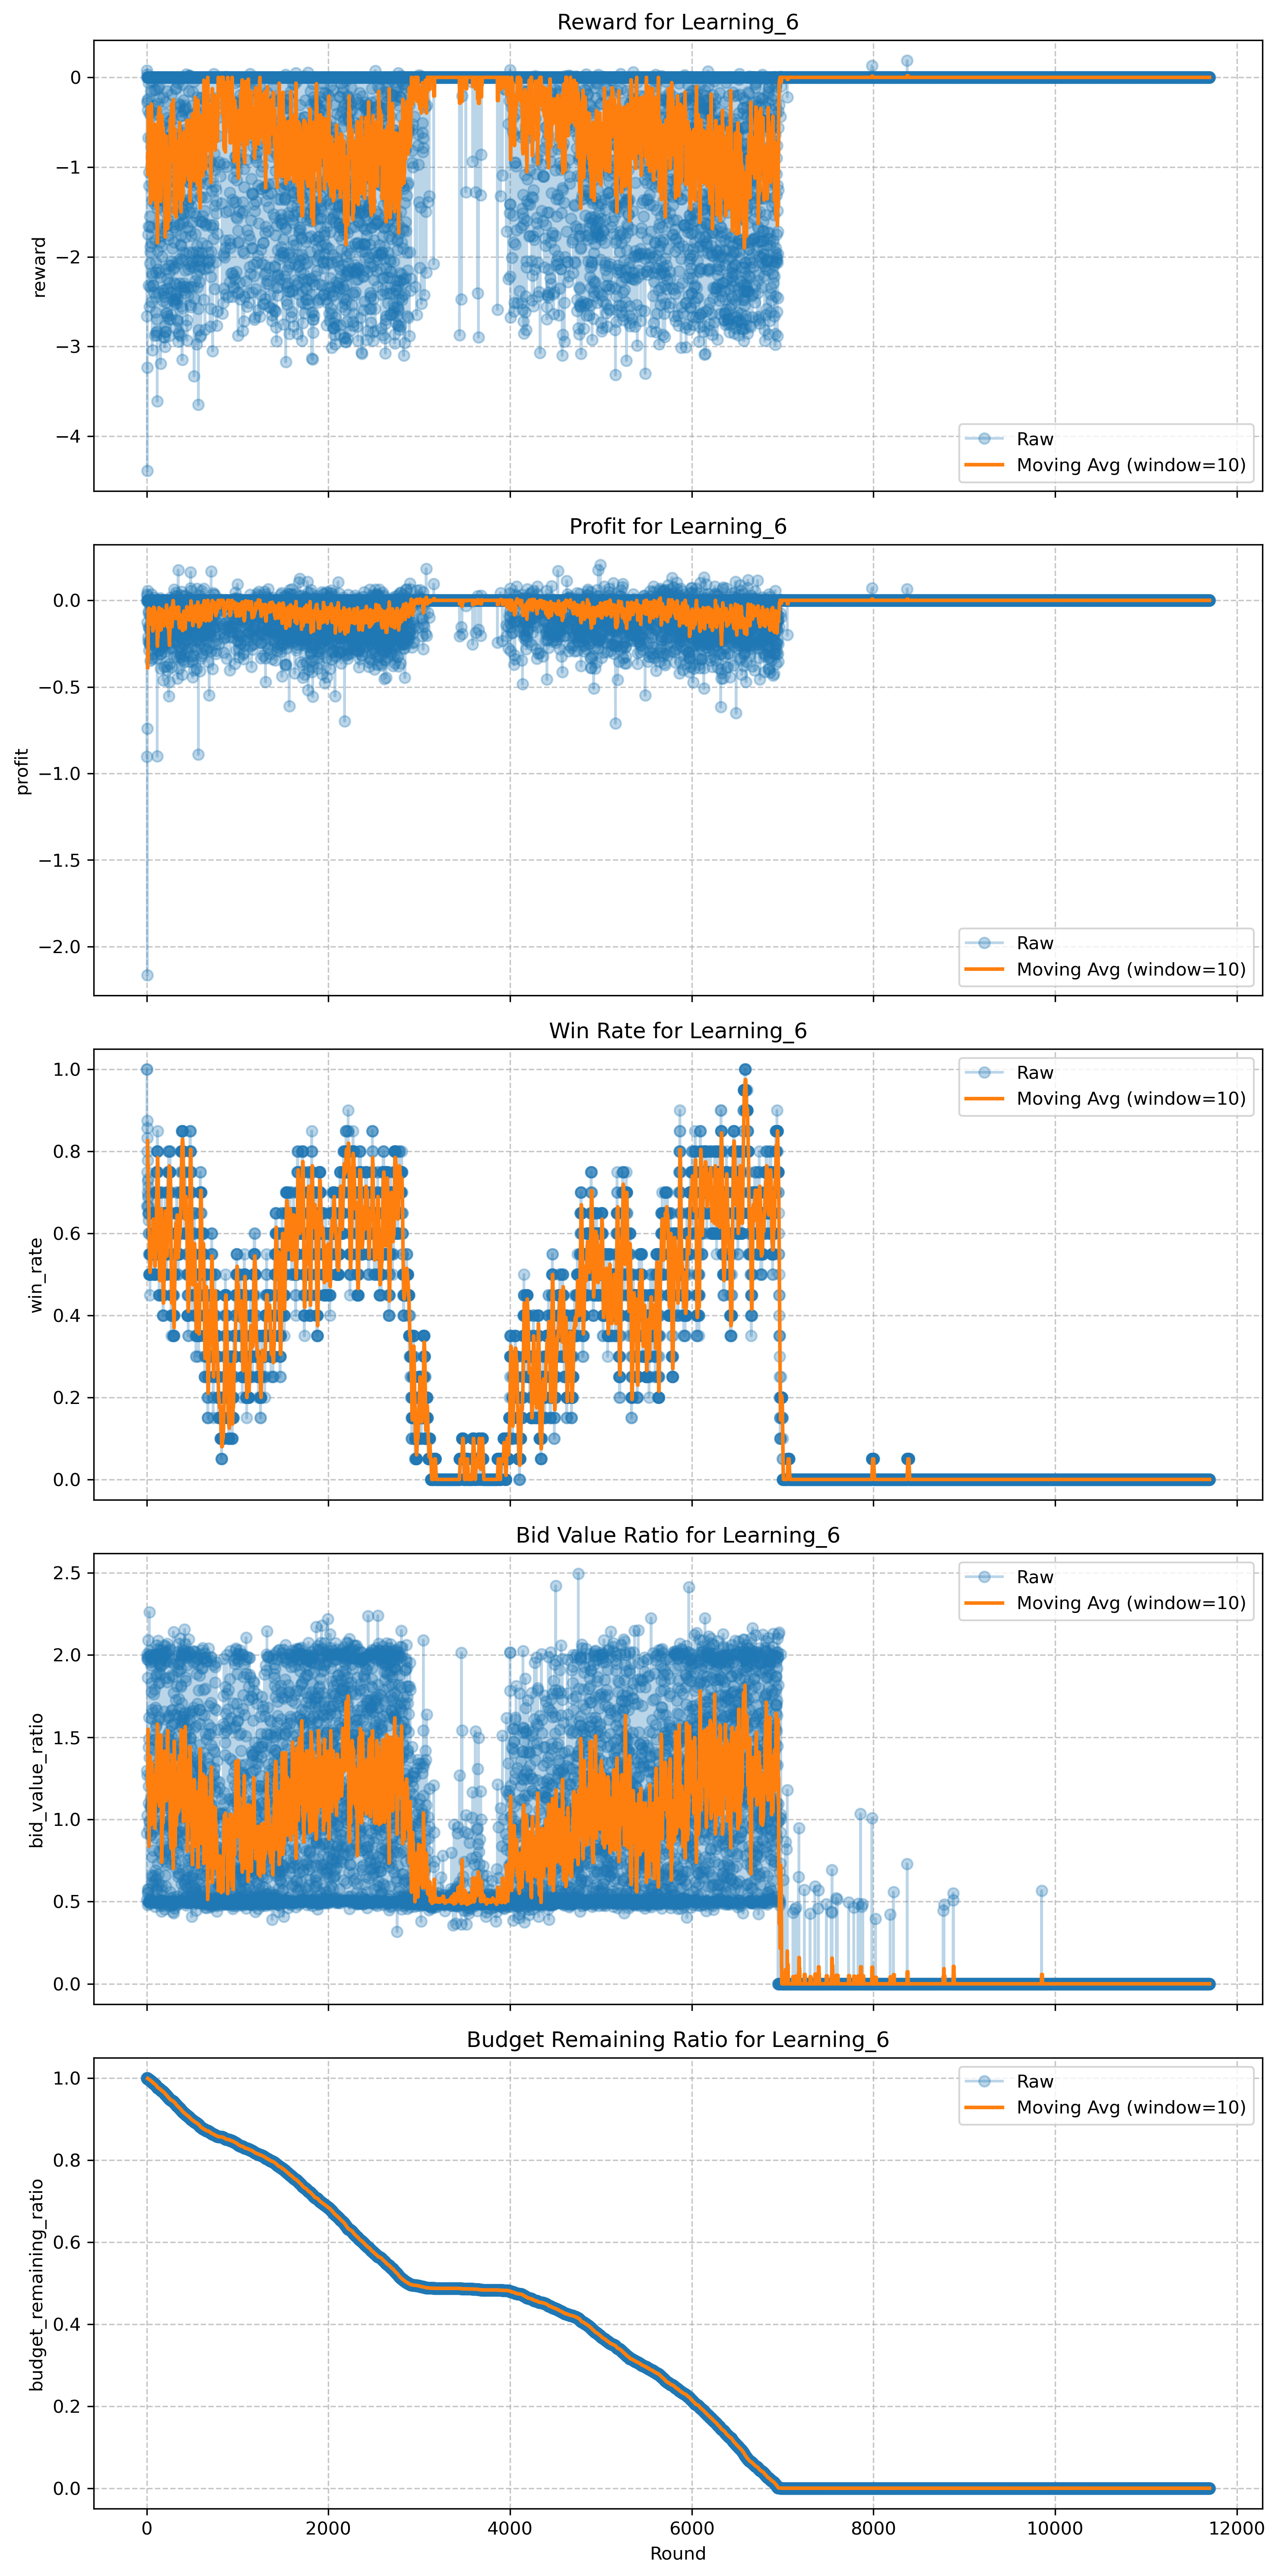 Reward for Learning_6
0
−1
−2
−3
−4
reward
Raw
Moving Avg (window=10)
Profit for Learning_6
0.0
−0.5
−1.0
−1.5
−2.0
profit
Raw
Moving Avg (window=10)
Win Rate for Learning_6
1.0
0.8
0.6
0.4
0.2
0.0
win_rate
Raw
Moving Avg (window=10)
Bid Value Ratio for Learning_6
2.5
2.0
1.5
1.0
0.5
0.0
bid_value_ratio
Raw
Moving Avg (window=10)
Budget Remaining Ratio for Learning_6
1.0
0.8
0.6
0.4
0.2
0.0
budget_remaining_ratio
Raw
Moving Avg (window=10)
0 2000 4000 6000 8000 10000 12000
Round